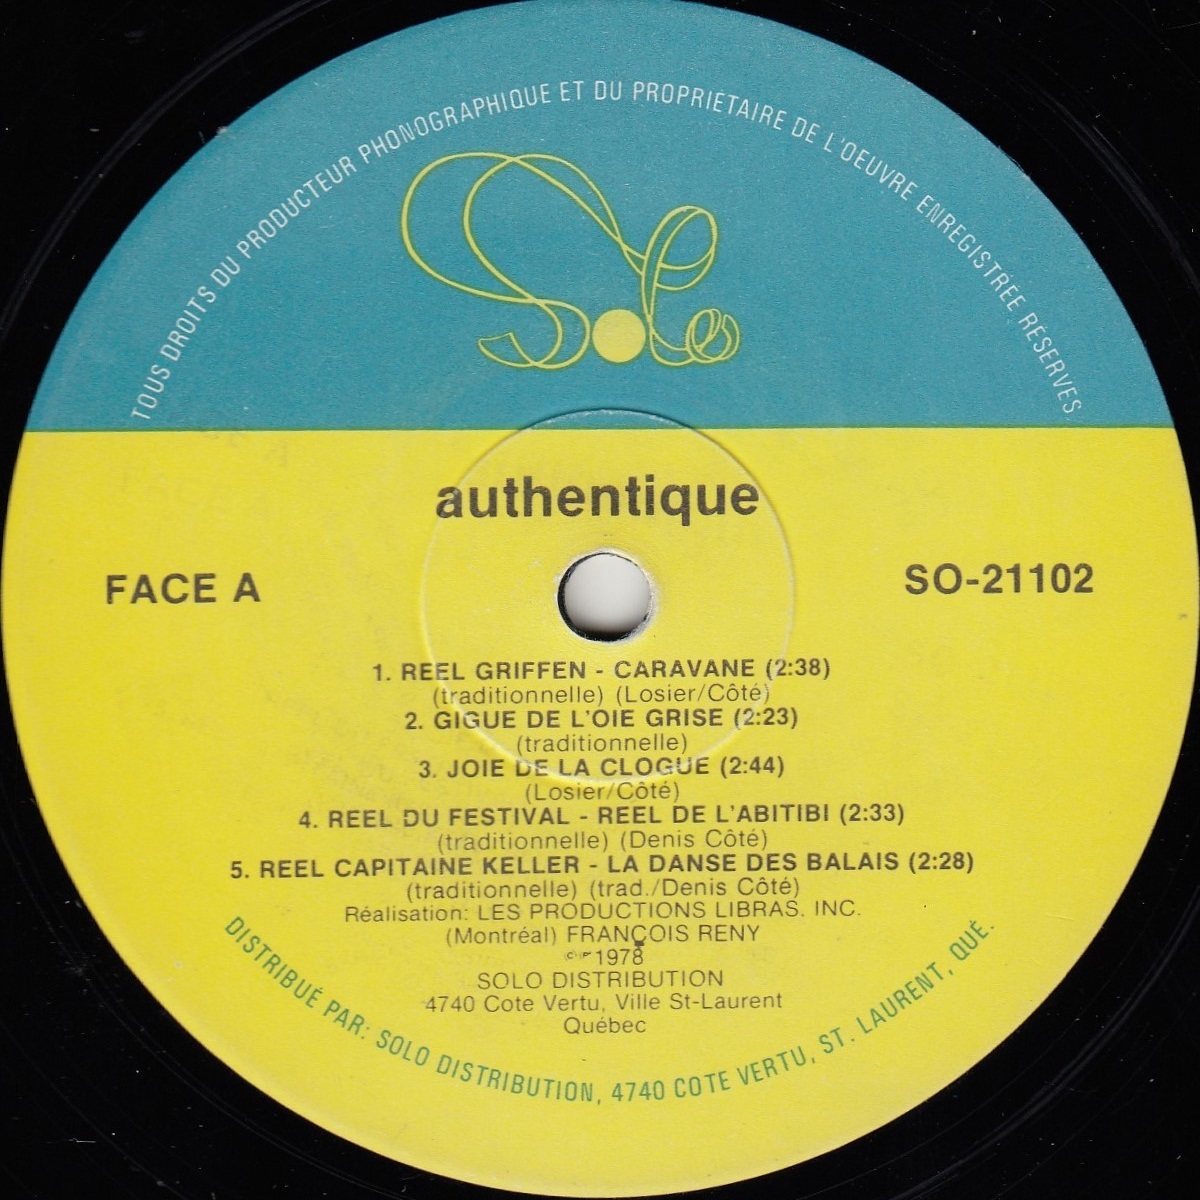 TOUS DROITS DU PRODUCTEUR PHONOGRAPHIQUE ET DU PROPRIÉTAIRE DE L'OEUVRE ENREGISTRÉE RÉSERVES
Solo
authentique
FACE A
SO-21102
1. REEL GRIFFEN - CARAVANE (2:38)
(traditionnelle) (Losier/Côté)
2. GIGUE DE L'OIE GRISE (2:23)
(traditionnelle)
3. JOIE DE LA CLOGUE (2:44)
(Losier/Côté)
4. REEL DU FESTIVAL - REEL DE L'ABITIBI (2:33)
(traditionnelle) (Denis Côté)
5. REEL CAPITAINE KELLER - LA DANSE DES BALAIS (2:28)
(traditionnelle) (trad./Denis Côté)
Réalisation: LES PRODUCTIONS LIBRAS. INC.
(Montréal) FRANÇOIS RENY
©℗ 1978
SOLO DISTRIBUTION
4740 Cote Vertu, Ville St-Laurent
Québec
DISTRIBUÉ PAR: SOLO DISTRIBUTION, 4740 COTE VERTU, ST. LAURENT, QUÉ.